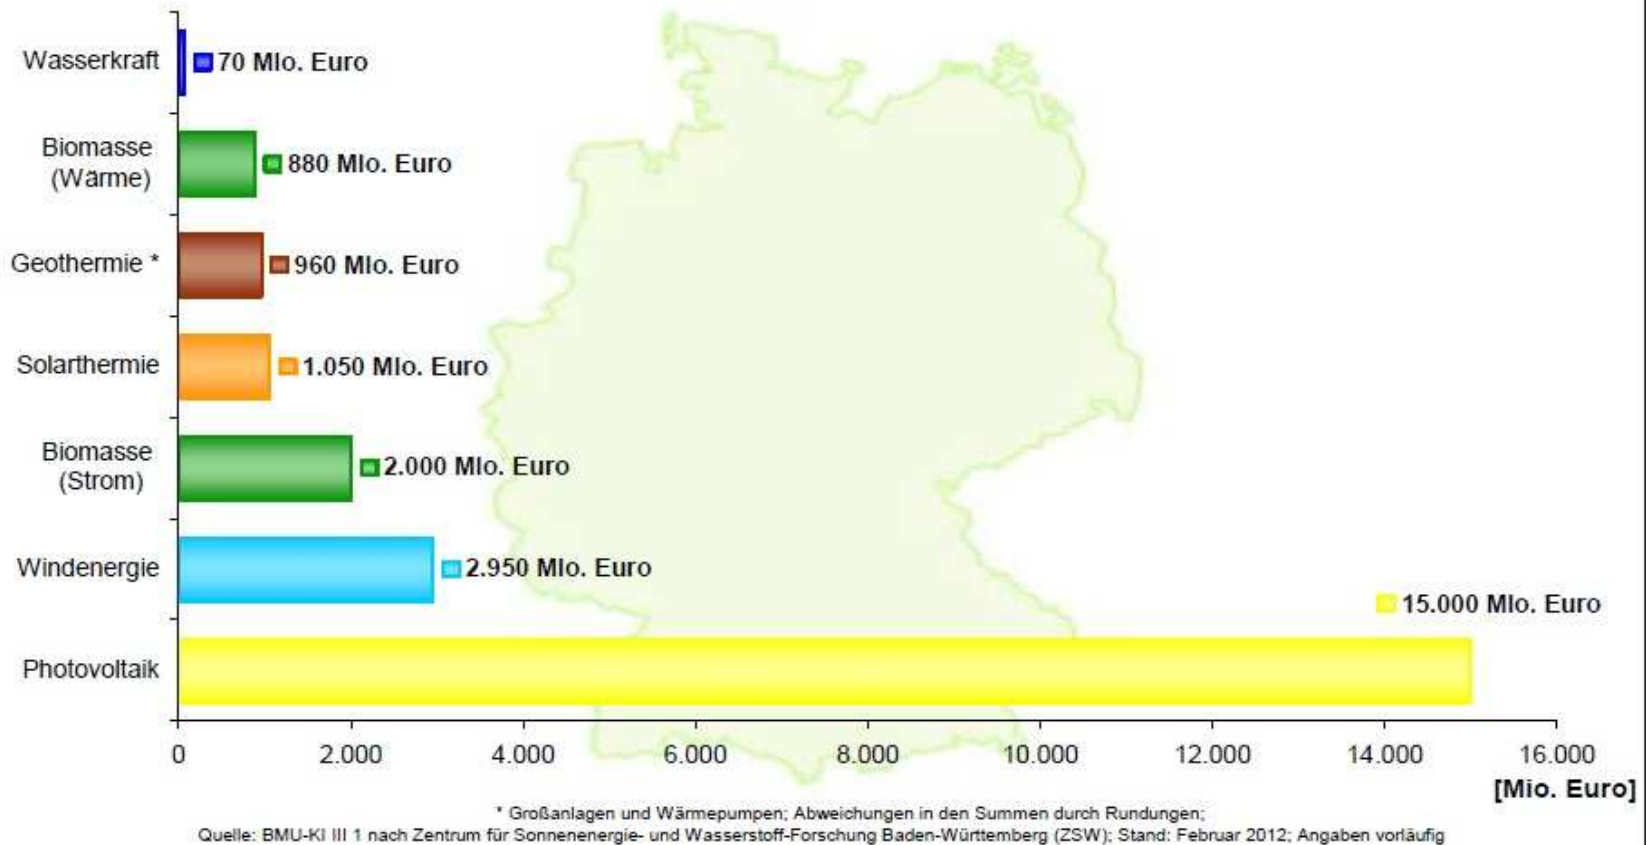 Wasserkraft
70 Mio. Euro
Biomasse
(Wärme)
880 Mio. Euro
Geothermie *
960 Mio. Euro
Solarthermie
1.050 Mio. Euro
Biomasse
(Strom)
2.000 Mio. Euro
Windenergie
2.950 Mio. Euro
15.000 Mio. Euro
Photovoltaik
0 2.000 4.000 6.000 8.000 10.000 12.000 14.000 16.000
[Mio. Euro]
* Großanlagen und Wärmepumpen; Abweichungen in den Summen durch Rundungen;
Quelle: BMU-KI III 1 nach Zentrum für Sonnenenergie- und Wasserstoff-Forschung Baden-Württemberg (ZSW); Stand: Februar 2012; Angaben vorläufig